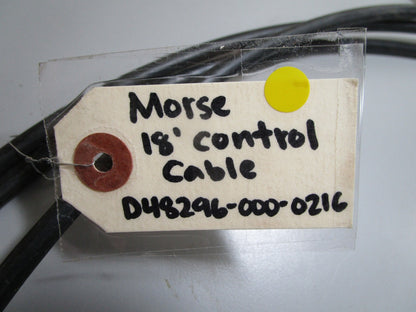 Morse
18' control
Cable
D48296-000-0216